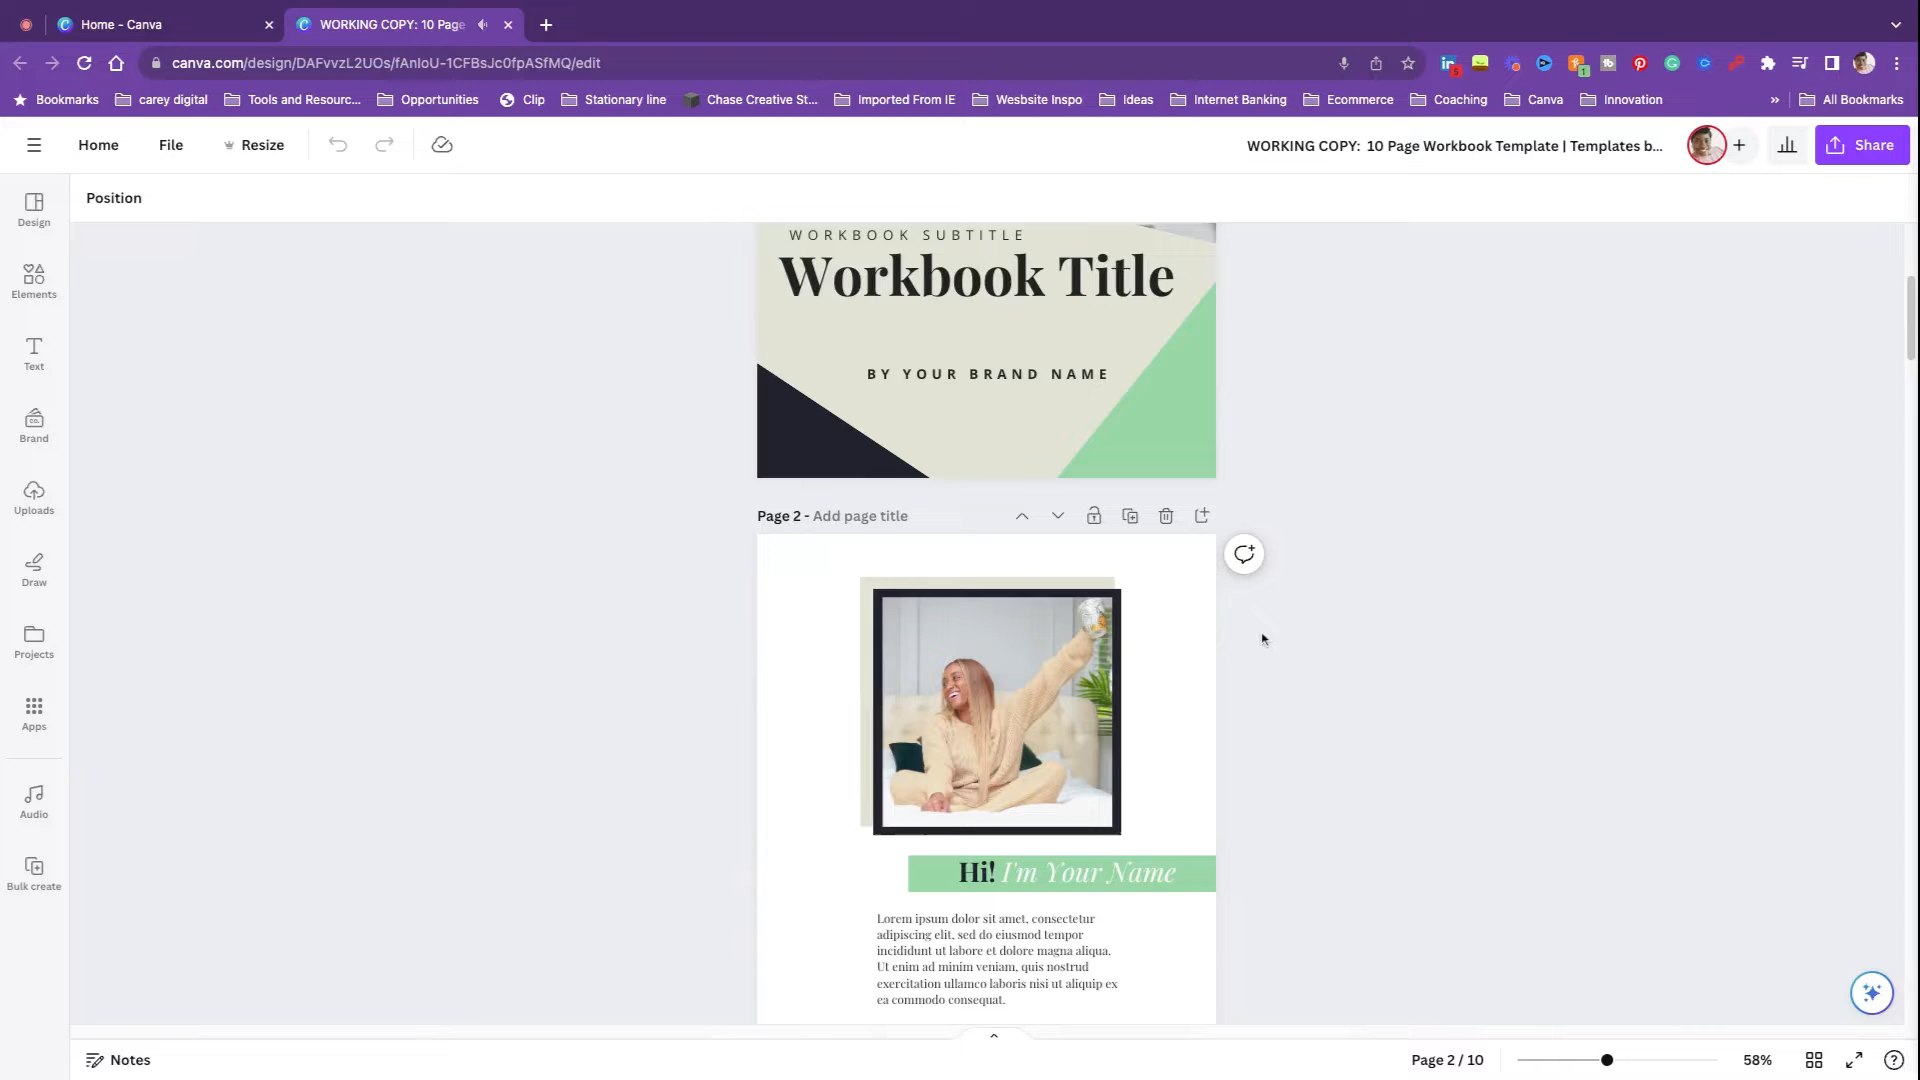 Home - Canva
WORKING COPY: 10 Page
canva.com/design/DAFvvzL2UOs/fAnIoU-1CFBsJc0fpASfMQ/edit
Bookmarks
carey digital
Tools and Resourc...
Opportunities
Clip
Stationary line
Chase Creative St...
Imported From IE
Wesbsite Inspo
Ideas
Internet Banking
Ecommerce
Coaching
Canva
Innovation
»
All Bookmarks
Home
File
Resize
WORKING COPY: 10 Page Workbook Template | Templates b...
Share
Position
Design
Elements
Text
Brand
Uploads
Draw
Projects
Apps
Audio
Bulk create
WORKBOOK SUBTITLE
Workbook Title
BY YOUR BRAND NAME
Page 2 - Add page title
Hi! I'm Your Name
Lorem ipsum dolor sit amet, consectetur
adipiscing elit, sed do eiusmod tempor
incididunt ut labore et dolore magna aliqua.
Ut enim ad minim veniam, quis nostrud
exercitation ullamco laboris nisi ut aliquip ex
ea commodo consequat.
Notes
Page 2 / 10
58%